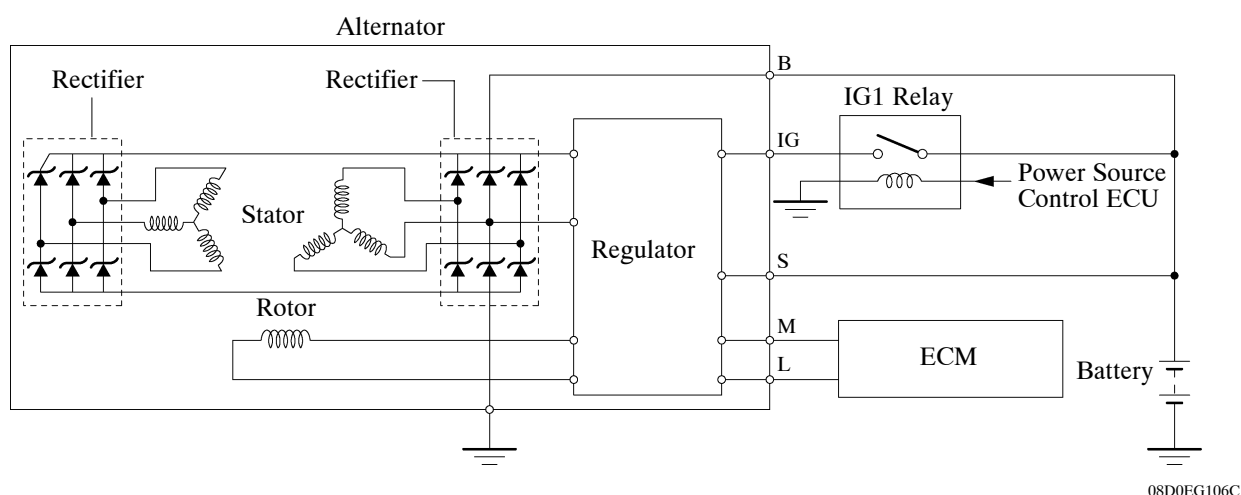 Alternator
Rectifier
Rectifier
B
IG1 Relay
IG
Power Source
Control ECU
Stator
Regulator
S
Rotor
M
ECM
L
Battery
08D0EG106C